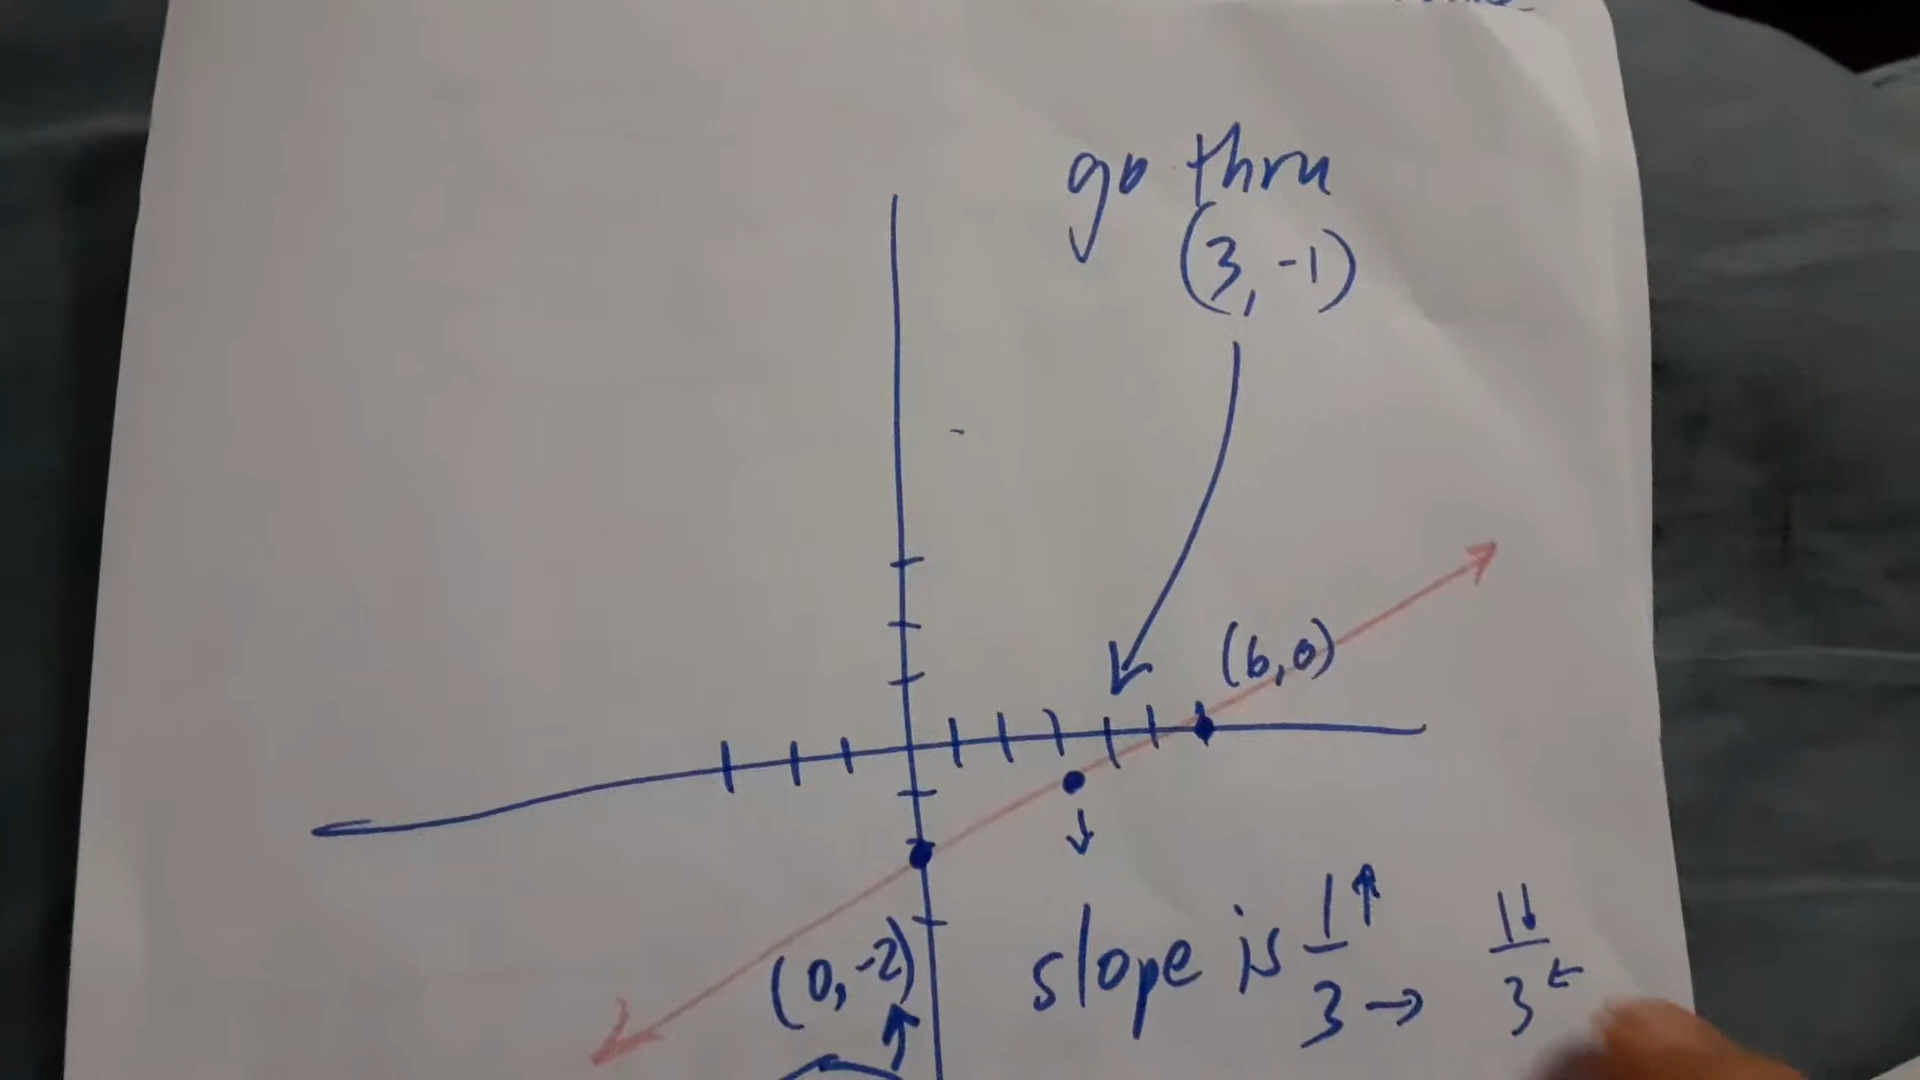 go thru
(3, -1)
(6,0)
(0,-2)
slope is 1↑/3→ 1↓/3←